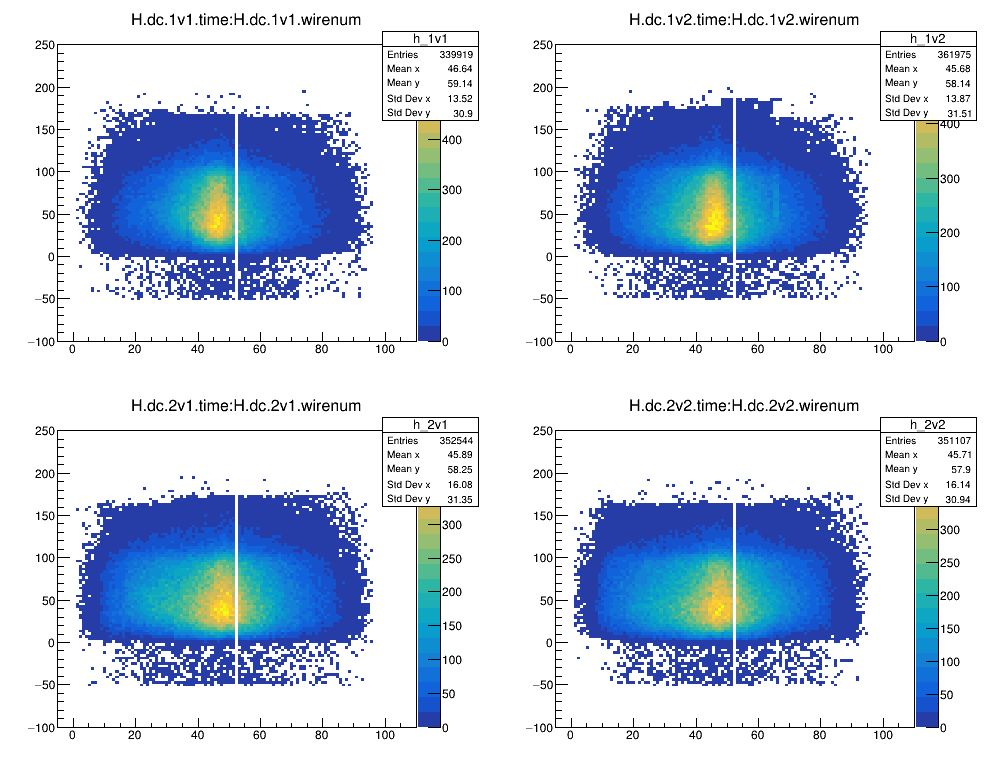 H.dc.1v1.time:H.dc.1v1.wirenum
h_1v1
Entries 339919
Mean x 46.64
Mean y 59.14
Std Dev x 13.52
Std Dev y 30.9
250
200
150
100
50
0
−50
−100
0 20 40 60 80 100
400
300
200
100
0
H.dc.1v2.time:H.dc.1v2.wirenum
h_1v2
Entries 361975
Mean x 45.68
Mean y 58.14
Std Dev x 13.87
Std Dev y 31.51
250
200
150
100
50
0
−50
−100
0 20 40 60 80 100
400
300
200
100
0
H.dc.2v1.time:H.dc.2v1.wirenum
h_2v1
Entries 352544
Mean x 45.89
Mean y 58.25
Std Dev x 16.08
Std Dev y 31.35
250
200
150
100
50
0
−50
−100
0 20 40 60 80 100
300
250
200
150
100
50
0
H.dc.2v2.time:H.dc.2v2.wirenum
h_2v2
Entries 351107
Mean x 45.71
Mean y 57.9
Std Dev x 16.14
Std Dev y 30.94
250
200
150
100
50
0
−50
−100
0 20 40 60 80 100
300
250
200
150
100
50
0